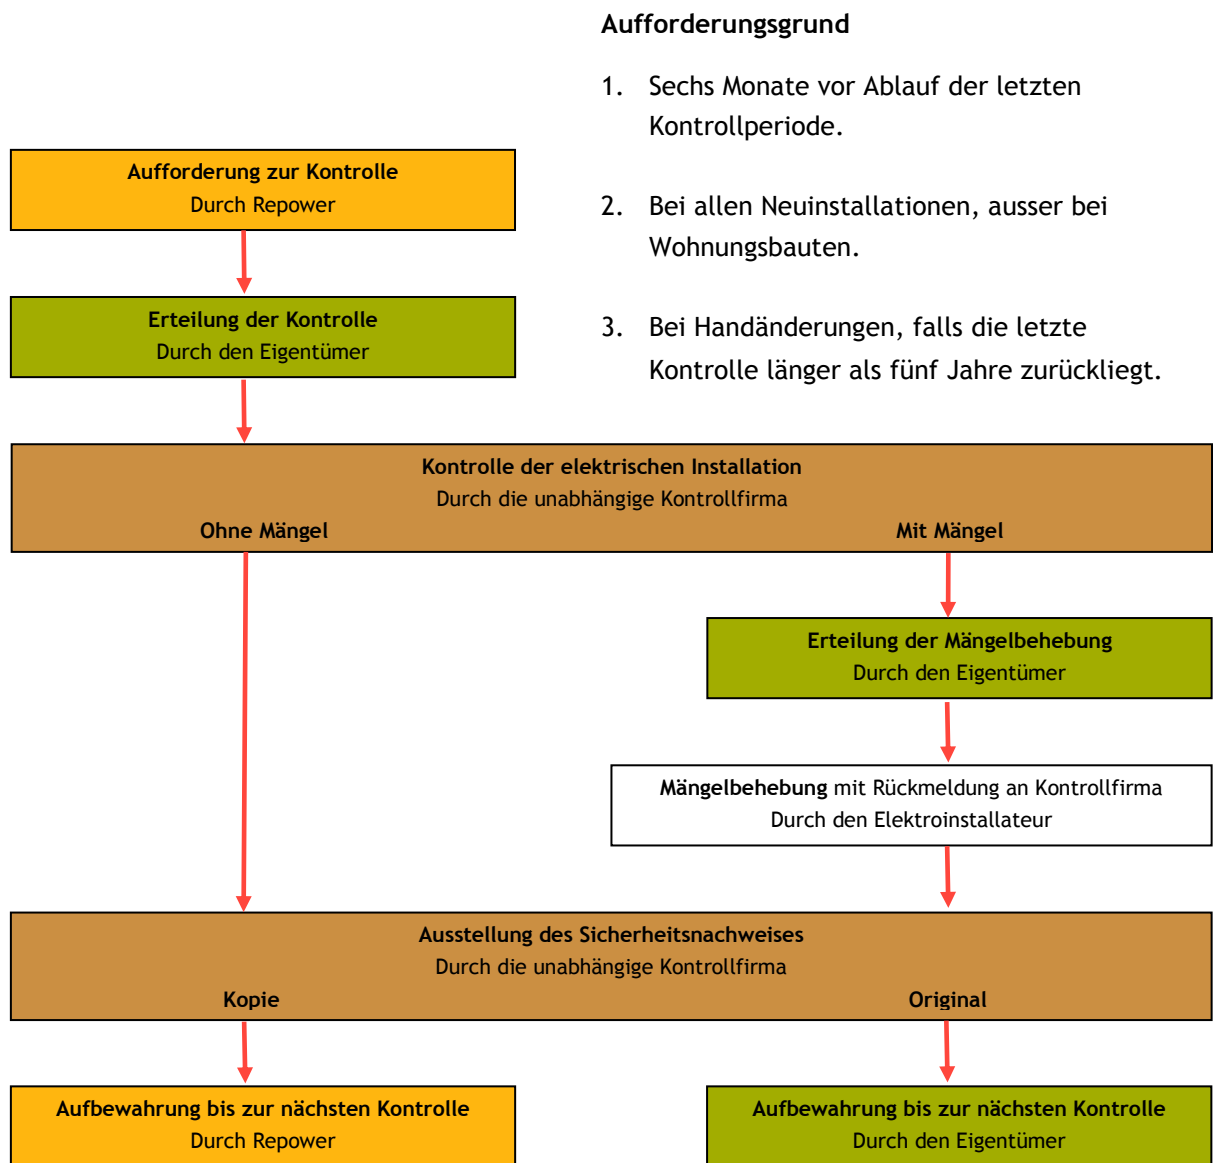 Aufforderungsgrund
1. Sechs Monate vor Ablauf der letzten
Kontrollperiode.
2. Bei allen Neuinstallationen, ausser bei
Wohnungsbauten.
3. Bei Handänderungen, falls die letzte
Kontrolle länger als fünf Jahre zurückliegt.
Aufforderung zur Kontrolle
Durch Repower
Erteilung der Kontrolle
Durch den Eigentümer
Kontrolle der elektrischen Installation
Durch die unabhängige Kontrollfirma
Ohne Mängel
Mit Mängel
Erteilung der Mängelbehebung
Durch den Eigentümer
Mängelbehebung mit Rückmeldung an Kontrollfirma
Durch den Elektroinstallateur
Ausstellung des Sicherheitsnachweises
Durch die unabhängige Kontrollfirma
Kopie
Original
Aufbewahrung bis zur nächsten Kontrolle
Durch Repower
Aufbewahrung bis zur nächsten Kontrolle
Durch den Eigentümer